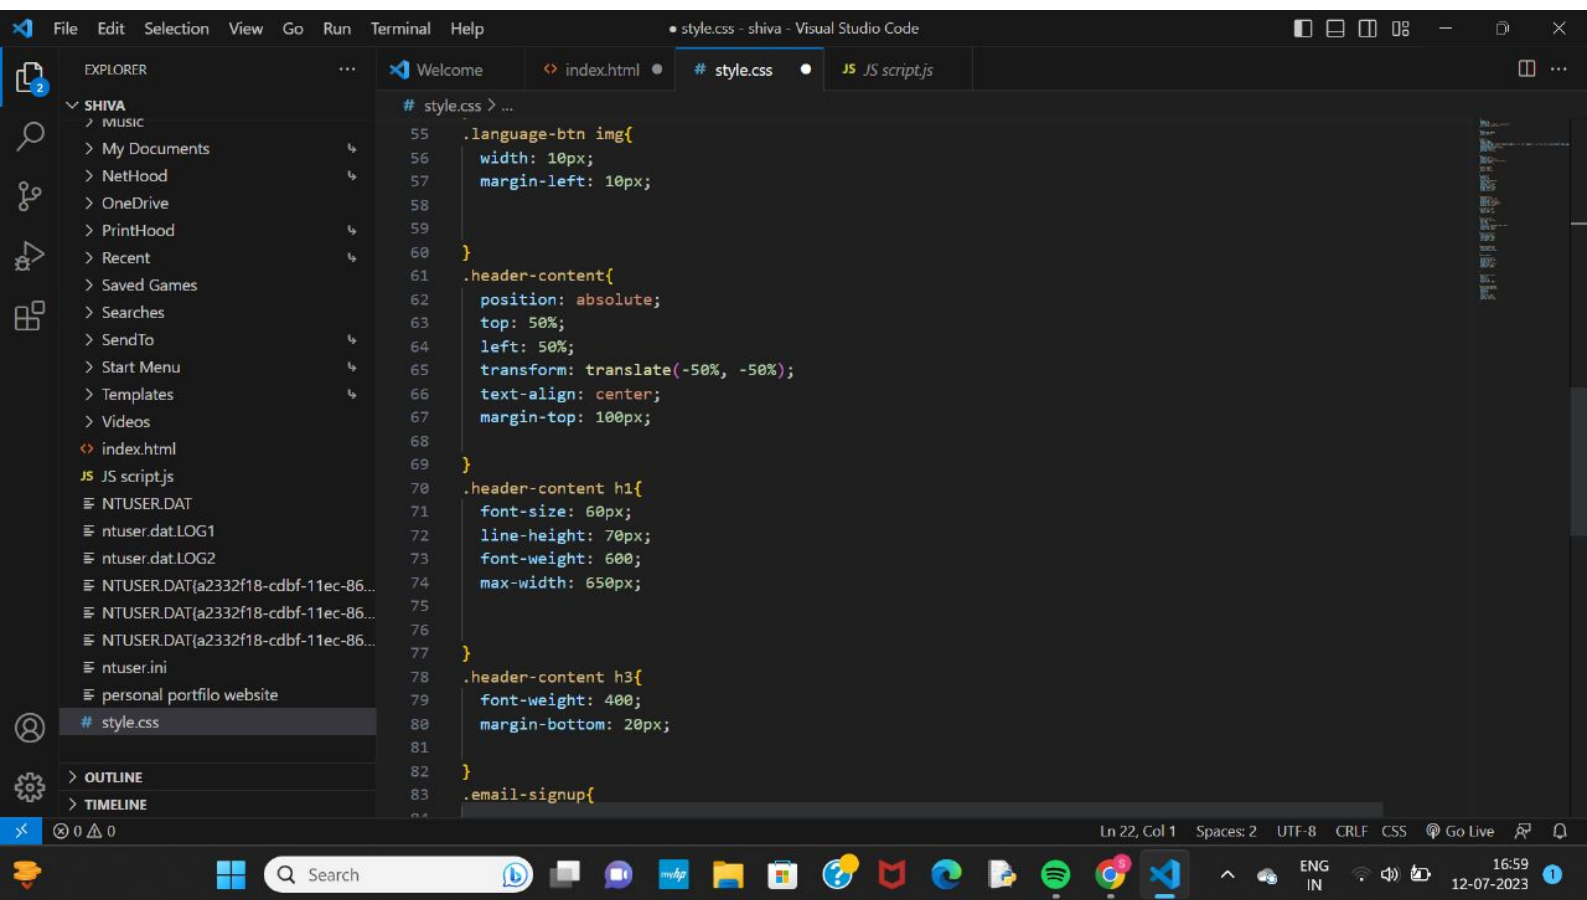 File Edit Selection View Go Run Terminal Help
● style.css - shiva - Visual Studio Code
EXPLORER ...
Welcome
<> index.html ●
# style.css ●
JS JS script.js
# style.css > ...
2
SHIVA
> Music
> My Documents
> NetHood
> OneDrive
> PrintHood
> Recent
> Saved Games
> Searches
> SendTo
> Start Menu
> Templates
> Videos
<> index.html
JS JS script.js
NTUSER.DAT
ntuser.dat.LOG1
ntuser.dat.LOG2
NTUSER.DAT{a2332f18-cdbf-11ec-86...
NTUSER.DAT{a2332f18-cdbf-11ec-86...
NTUSER.DAT{a2332f18-cdbf-11ec-86...
ntuser.ini
personal portfilo website
# style.css
> OUTLINE
> TIMELINE
55 .language-btn img{
56 width: 10px;
57 margin-left: 10px;
58
59
60 }
61 .header-content{
62 position: absolute;
63 top: 50%;
64 left: 50%;
65 transform: translate(-50%, -50%);
66 text-align: center;
67 margin-top: 100px;
68
69 }
70 .header-content h1{
71 font-size: 60px;
72 line-height: 70px;
73 font-weight: 600;
74 max-width: 650px;
75
76
77 }
78 .header-content h3{
79 font-weight: 400;
80 margin-bottom: 20px;
81
82 }
83 .email-signup{
0 0
Ln 22, Col 1 Spaces: 2 UTF-8 CRLF CSS Go Live
Search
myhp
S
ENG
IN
16:59
12-07-2023
1